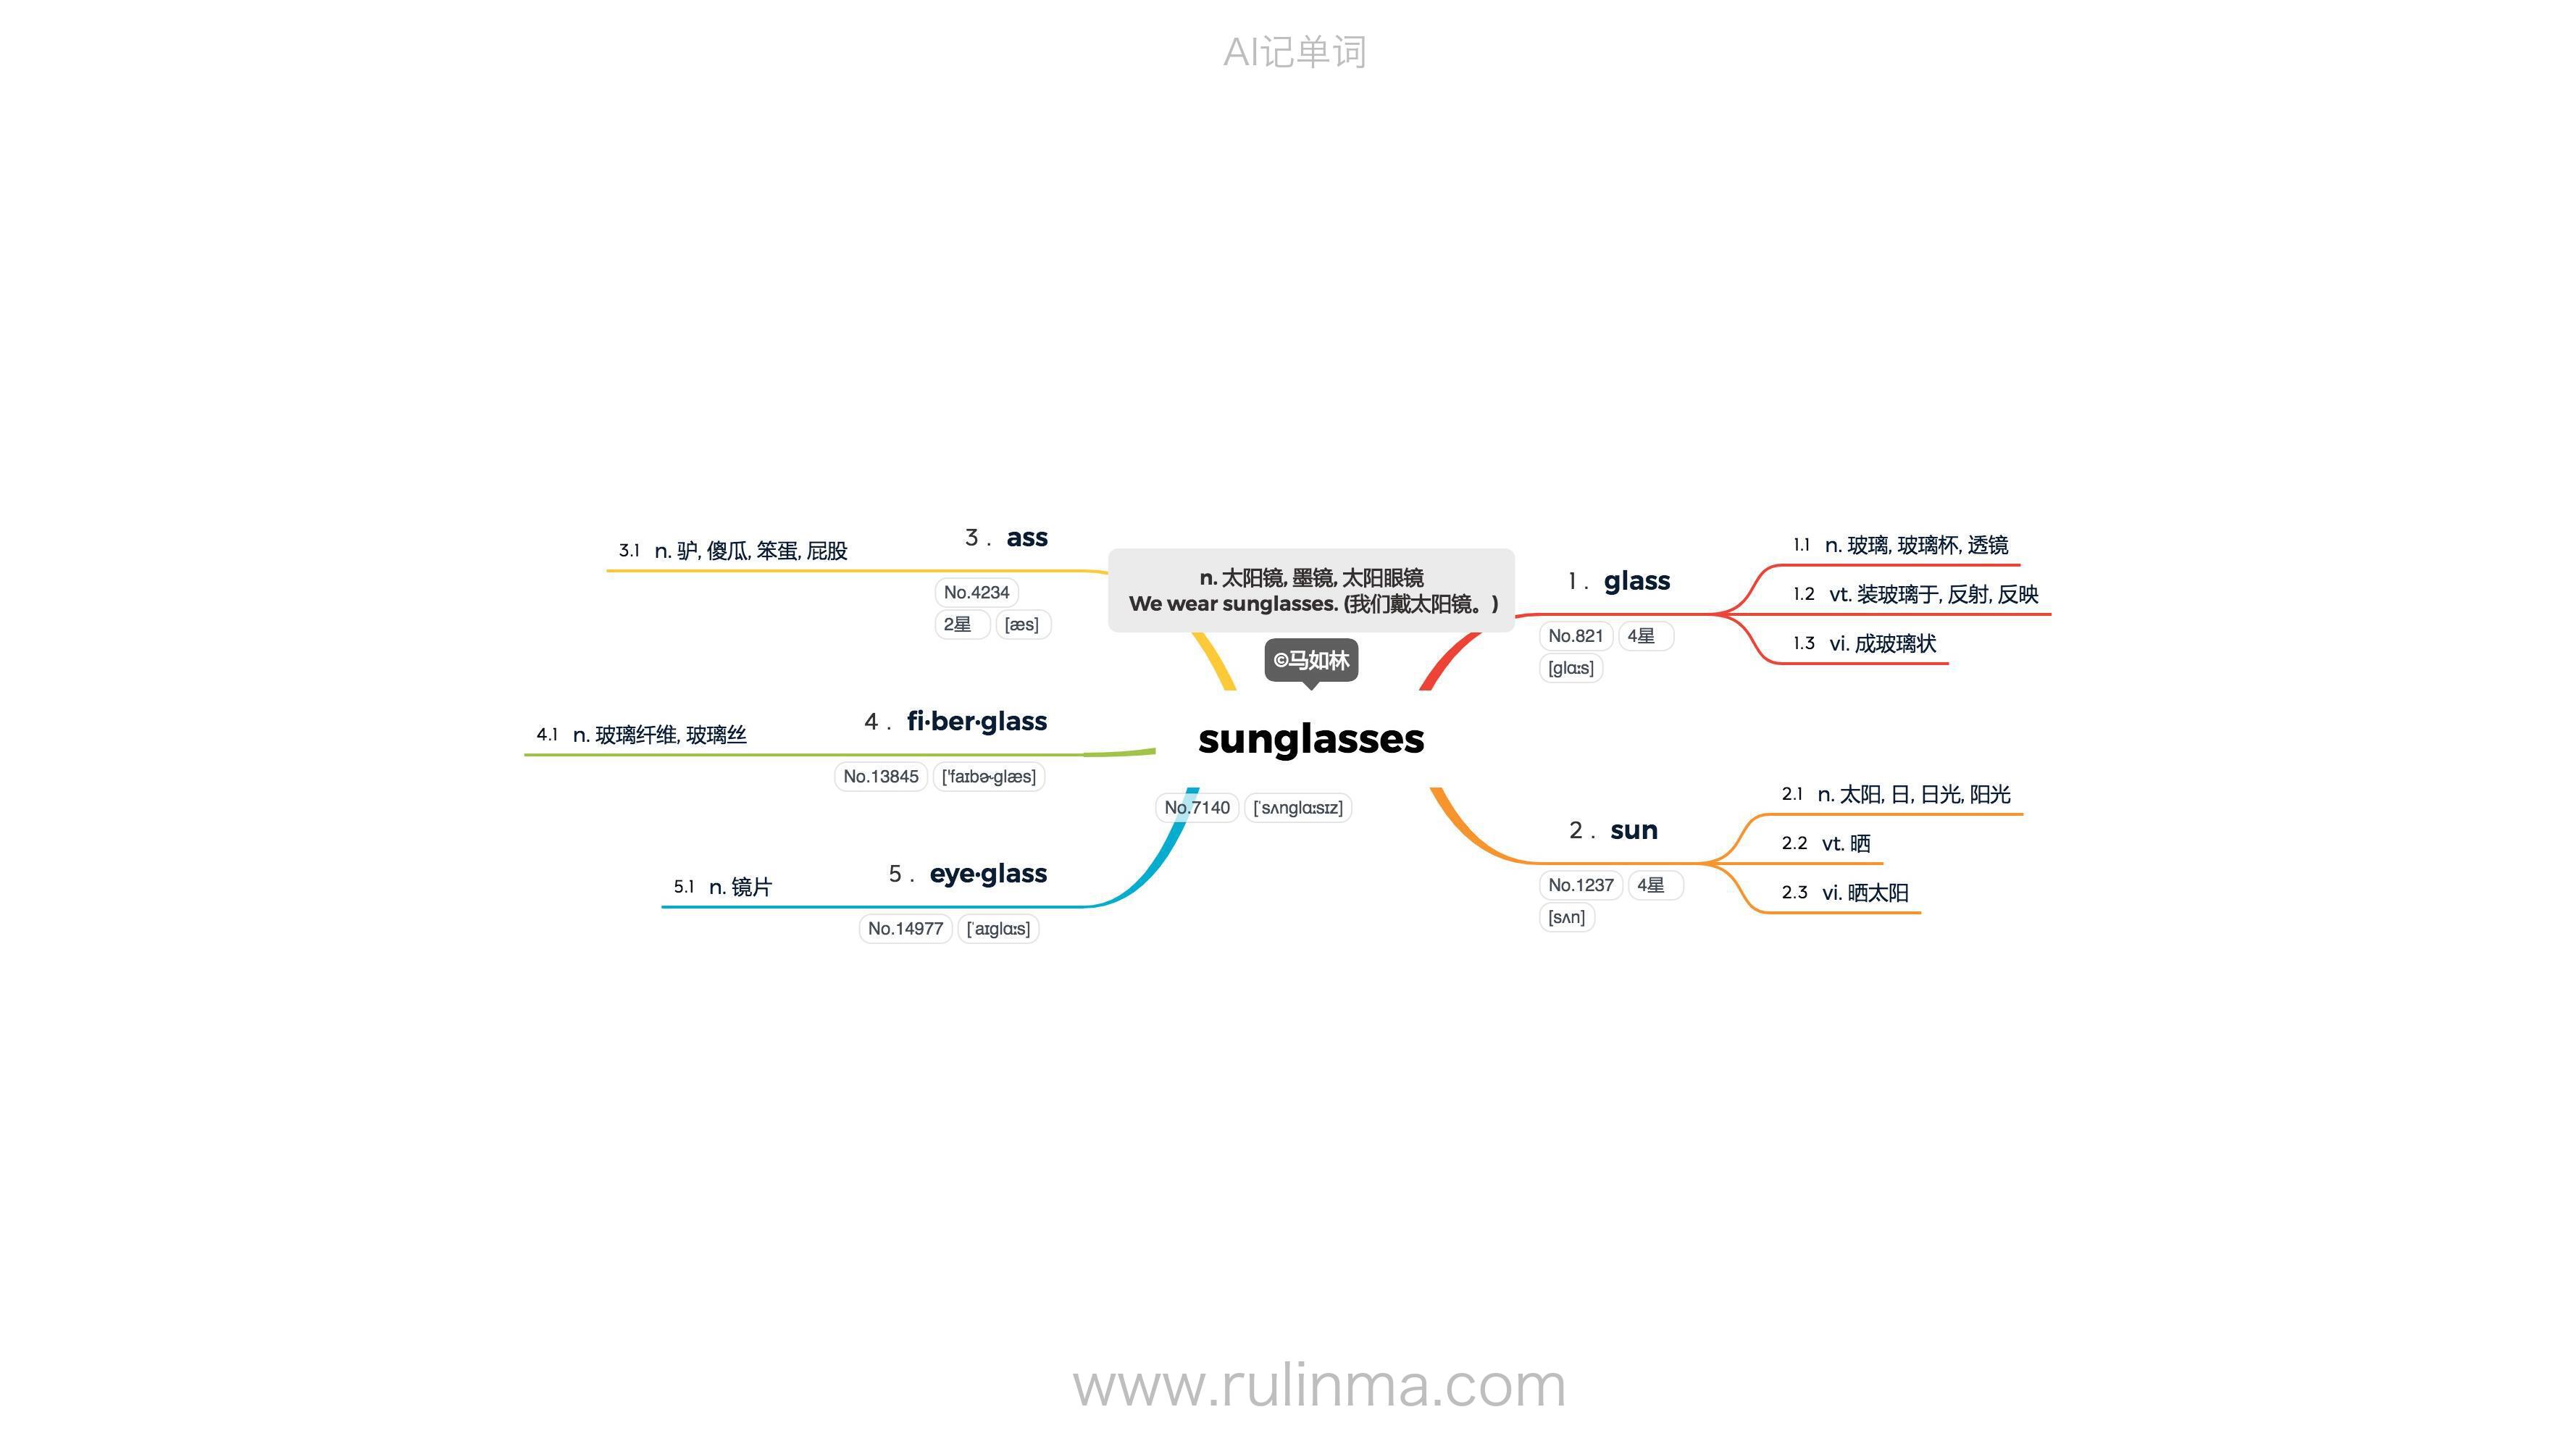 AI记单词
n. 太阳镜, 墨镜, 太阳眼镜
We wear sunglasses. (我们戴太阳镜。)
©马如林
sunglasses
No.7140 [ˈsʌnglɑːsɪz]
1 . glass
No.821 4星
[glɑːs]
1.1 n. 玻璃, 玻璃杯, 透镜
1.2 vt. 装玻璃于, 反射, 反映
1.3 vi. 成玻璃状
2 . sun
No.1237 4星
[sʌn]
2.1 n. 太阳, 日, 日光, 阳光
2.2 vt. 晒
2.3 vi. 晒太阳
3 . ass
No.4234
2星 [æs]
3.1 n. 驴, 傻瓜, 笨蛋, 屁股
4 . fi·ber·glass
No.13845 [ˈfaɪbɚglæs]
4.1 n. 玻璃纤维, 玻璃丝
5 . eye·glass
No.14977 [ˈaɪglɑːs]
5.1 n. 镜片
www.rulinma.com